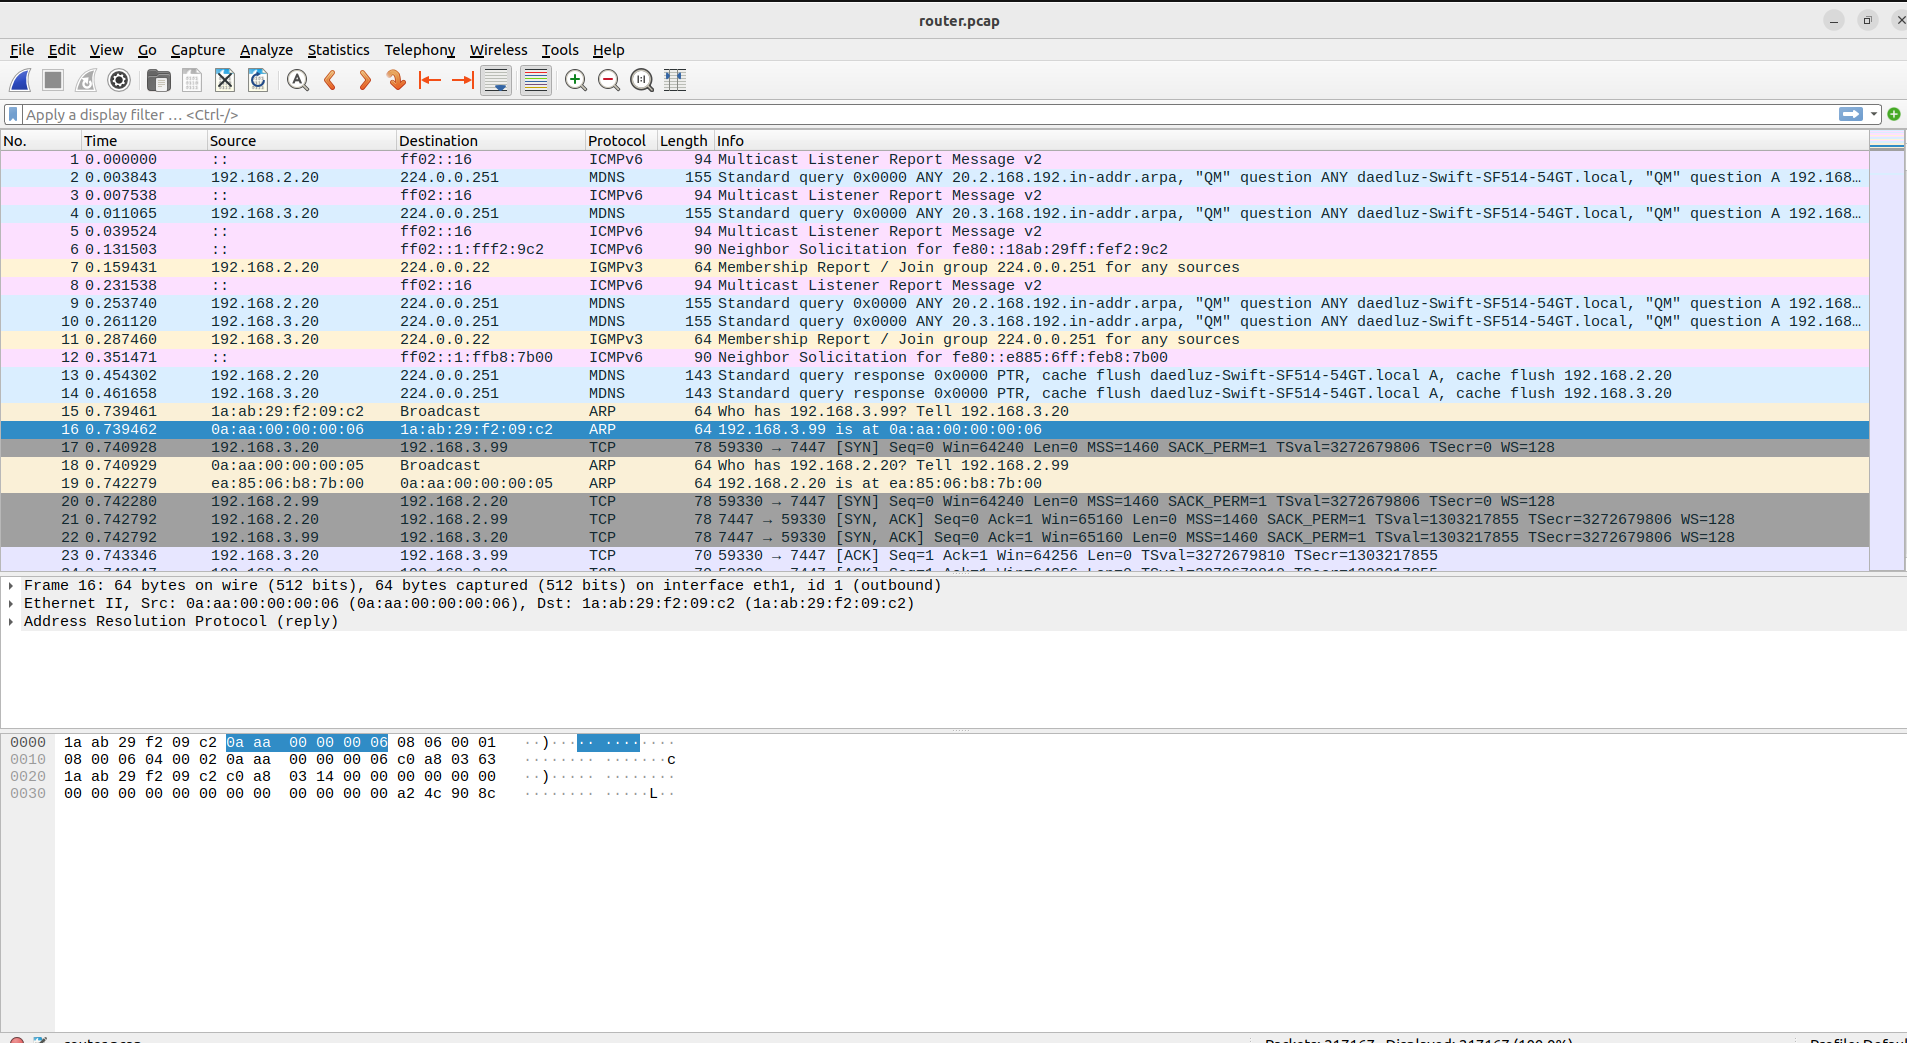 router.pcap
File Edit View Go Capture Analyze Statistics Telephony Wireless Tools Help
Apply a display filter … <Ctrl-/>
No. Time Source Destination Protocol Length Info
1 0.000000 :: ff02::16 ICMPv6 94 Multicast Listener Report Message v2
2 0.003843 192.168.2.20 224.0.0.251 MDNS 155 Standard query 0x0000 ANY 20.2.168.192.in-addr.arpa, "QM" question ANY daedluz-Swift-SF514-54GT.local, "QM" question A 192.168…
3 0.007538 :: ff02::16 ICMPv6 94 Multicast Listener Report Message v2
4 0.011065 192.168.3.20 224.0.0.251 MDNS 155 Standard query 0x0000 ANY 20.3.168.192.in-addr.arpa, "QM" question ANY daedluz-Swift-SF514-54GT.local, "QM" question A 192.168…
5 0.039524 :: ff02::16 ICMPv6 94 Multicast Listener Report Message v2
6 0.131503 :: ff02::1:fff2:9c2 ICMPv6 90 Neighbor Solicitation for fe80::18ab:29ff:fef2:9c2
7 0.159431 192.168.2.20 224.0.0.22 IGMPv3 64 Membership Report / Join group 224.0.0.251 for any sources
8 0.231538 :: ff02::16 ICMPv6 94 Multicast Listener Report Message v2
9 0.253740 192.168.2.20 224.0.0.251 MDNS 155 Standard query 0x0000 ANY 20.2.168.192.in-addr.arpa, "QM" question ANY daedluz-Swift-SF514-54GT.local, "QM" question A 192.168…
10 0.261120 192.168.3.20 224.0.0.251 MDNS 155 Standard query 0x0000 ANY 20.3.168.192.in-addr.arpa, "QM" question ANY daedluz-Swift-SF514-54GT.local, "QM" question A 192.168…
11 0.287460 192.168.3.20 224.0.0.22 IGMPv3 64 Membership Report / Join group 224.0.0.251 for any sources
12 0.351471 :: ff02::1:ffb8:7b00 ICMPv6 90 Neighbor Solicitation for fe80::e885:6ff:feb8:7b00
13 0.454302 192.168.2.20 224.0.0.251 MDNS 143 Standard query response 0x0000 PTR, cache flush daedluz-Swift-SF514-54GT.local A, cache flush 192.168.2.20
14 0.461658 192.168.3.20 224.0.0.251 MDNS 143 Standard query response 0x0000 PTR, cache flush daedluz-Swift-SF514-54GT.local A, cache flush 192.168.3.20
15 0.739461 1a:ab:29:f2:09:c2 Broadcast ARP 64 Who has 192.168.3.99? Tell 192.168.3.20
16 0.739462 0a:aa:00:00:00:06 1a:ab:29:f2:09:c2 ARP 64 192.168.3.99 is at 0a:aa:00:00:00:06
17 0.740928 192.168.3.20 192.168.3.99 TCP 78 59330 → 7447 [SYN] Seq=0 Win=64240 Len=0 MSS=1460 SACK_PERM=1 TSval=3272679806 TSecr=0 WS=128
18 0.740929 0a:aa:00:00:00:05 Broadcast ARP 64 Who has 192.168.2.20? Tell 192.168.2.99
19 0.742279 ea:85:06:b8:7b:00 0a:aa:00:00:00:05 ARP 64 192.168.2.20 is at ea:85:06:b8:7b:00
20 0.742280 192.168.2.99 192.168.2.20 TCP 78 59330 → 7447 [SYN] Seq=0 Win=64240 Len=0 MSS=1460 SACK_PERM=1 TSval=3272679806 TSecr=0 WS=128
21 0.742792 192.168.2.20 192.168.2.99 TCP 78 7447 → 59330 [SYN, ACK] Seq=0 Ack=1 Win=65160 Len=0 MSS=1460 SACK_PERM=1 TSval=1303217855 TSecr=3272679806 WS=128
22 0.742792 192.168.3.99 192.168.3.20 TCP 78 7447 → 59330 [SYN, ACK] Seq=0 Ack=1 Win=65160 Len=0 MSS=1460 SACK_PERM=1 TSval=1303217855 TSecr=3272679806 WS=128
23 0.743346 192.168.3.20 192.168.3.99 TCP 70 59330 → 7447 [ACK] Seq=1 Ack=1 Win=64256 Len=0 TSval=3272679810 TSecr=1303217855
Frame 16: 64 bytes on wire (512 bits), 64 bytes captured (512 bits) on interface eth1, id 1 (outbound)
Ethernet II, Src: 0a:aa:00:00:00:06 (0a:aa:00:00:00:06), Dst: 1a:ab:29:f2:09:c2 (1a:ab:29:f2:09:c2)
Address Resolution Protocol (reply)
0000 1a ab 29 f2 09 c2 0a aa 00 00 00 06 08 06 00 01 ··)····· ········
0010 08 00 06 04 00 02 0a aa 00 00 00 06 c0 a8 03 63 ········ ·······c
0020 1a ab 29 f2 09 c2 c0 a8 03 14 00 00 00 00 00 00 ··)····· ········
0030 00 00 00 00 00 00 00 00 00 00 00 00 a2 4c 90 8c ········ ·····L··